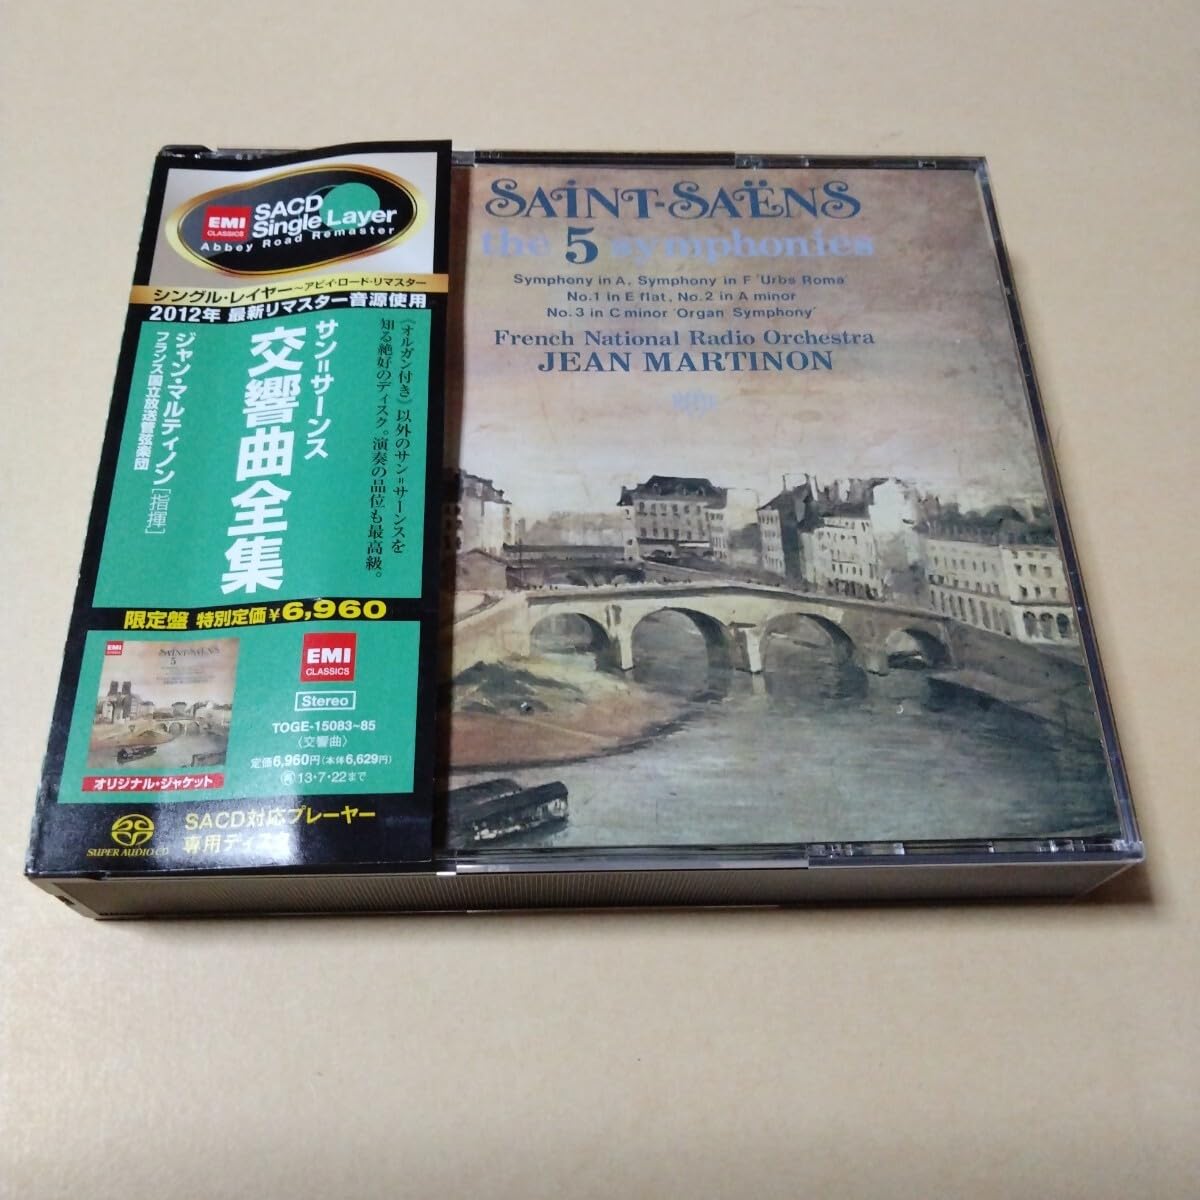 EMI
CLASSICS
SACD
Single Layer
Abbey Road Remaster
シングル・レイヤー〜アビイ・ロード・リマスター
2012年 最新リマスター音源使用
サン=サーンス
交響曲全集
ジャン・マルティノン[指揮]
フランス国立放送管弦楽団
《オルガン付き》以外のサン=サーンスを
知る絶好のディスク。演奏の品位も最高級。
限定盤 特別定価¥6,960
EMI
SAINT-SAËNS
5
オリジナル・ジャケット
EMI
CLASSICS
Stereo
TOGE-15083~85
〈交響曲〉
定価6,960円(本体6,629円)
再13・7・22まで
SUPER AUDIO CD
SACD対応プレーヤー
専用ディスク
SAINT-SAËNS
the 5 symphonies
Symphony in A, Symphony in F 'Urbs Roma'
No.1 in E flat, No.2 in A minor
No.3 in C minor 'Organ Symphony'
French National Radio Orchestra
JEAN MARTINON